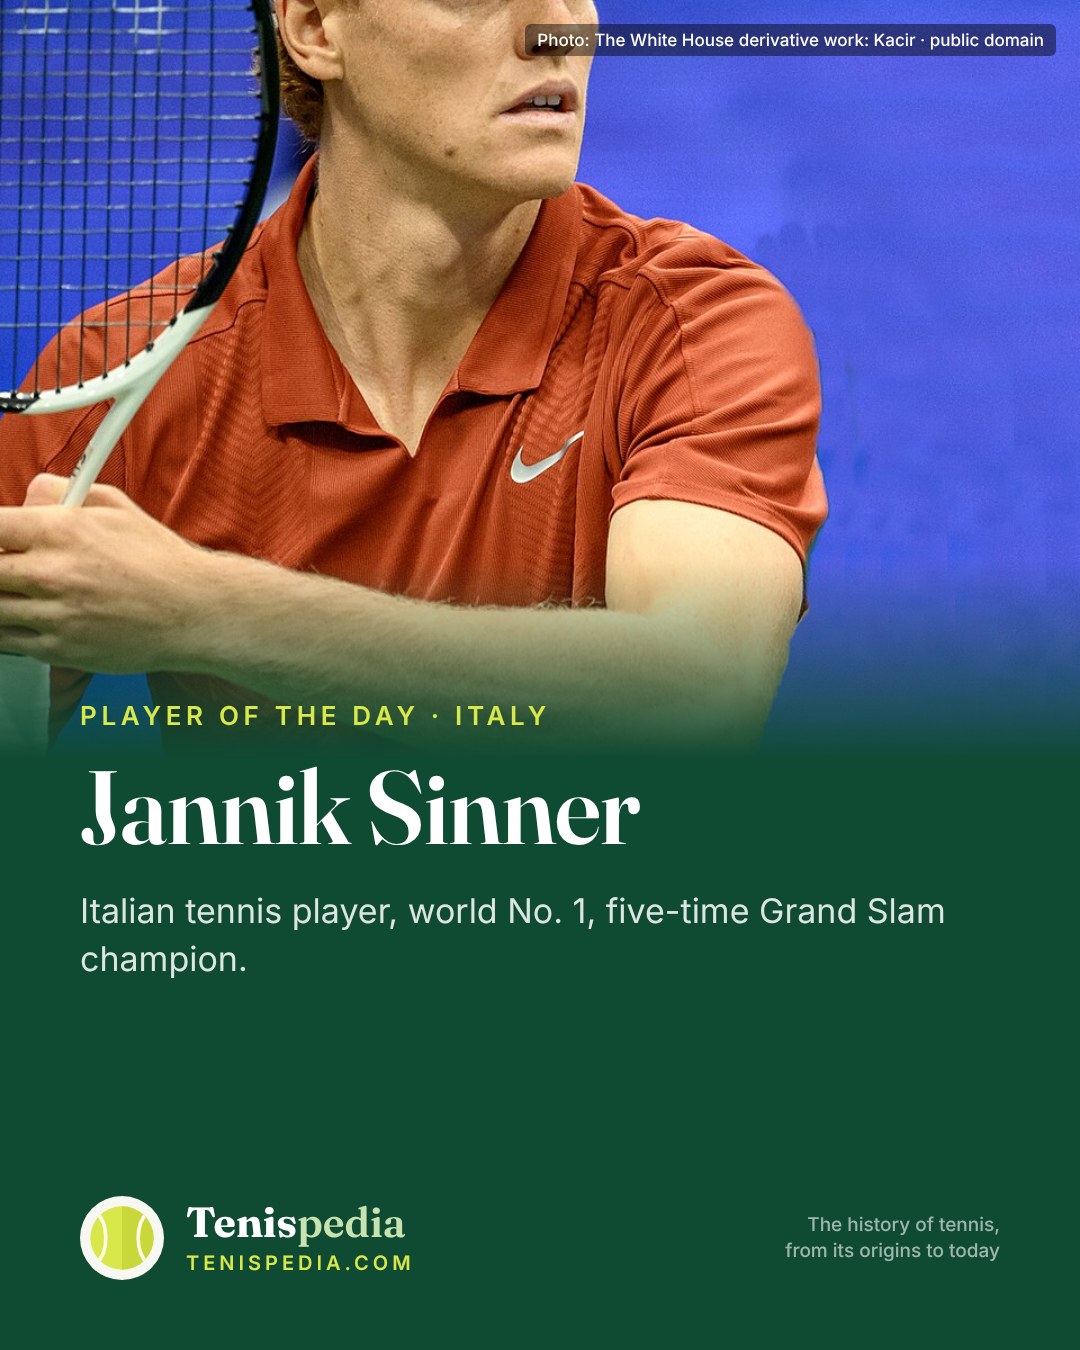 Photo: The White House derivative work: Kacir · public domain
PLAYER OF THE DAY · ITALY
Jannik Sinner
Italian tennis player, world No. 1, five-time Grand Slam
champion.
Tenispedia
TENISPEDIA.COM
The history of tennis,
from its origins to today